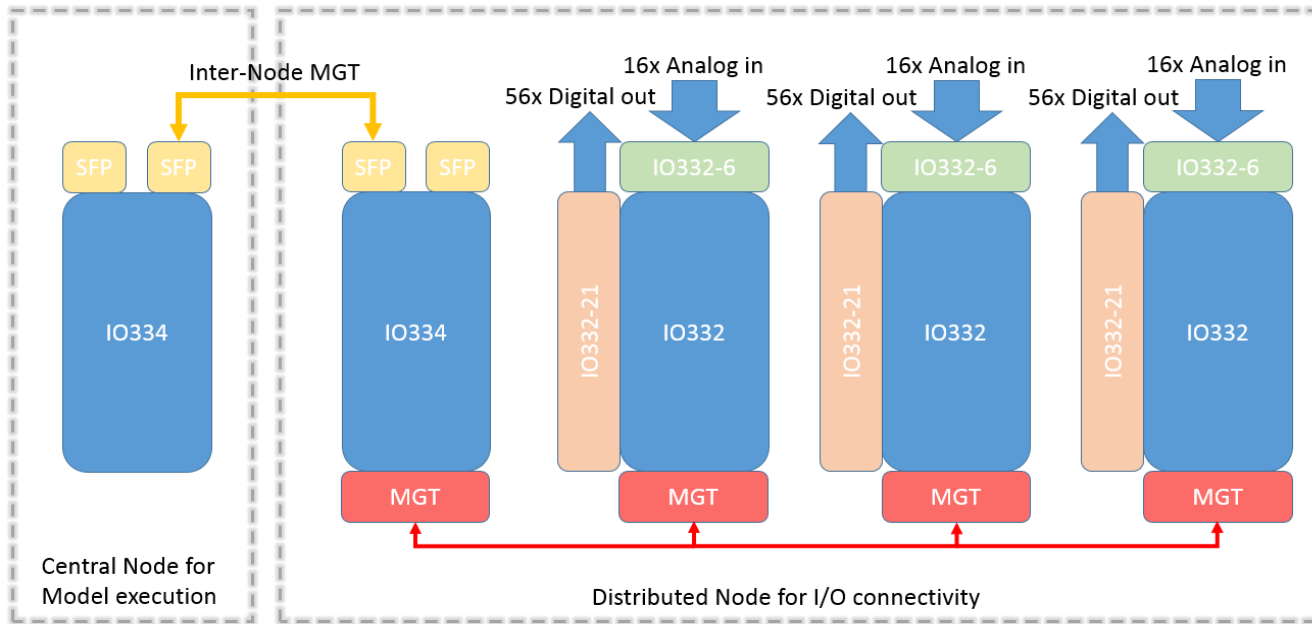 Inter-Node MGT
16x Analog in
56x Digital out
16x Analog in
56x Digital out
16x Analog in
56x Digital out
SFP
SFP
SFP
SFP
IO332-6
IO332-6
IO332-6
IO334
IO334
IO332-21
IO332
IO332-21
IO332
IO332-21
IO332
MGT
MGT
MGT
MGT
Central Node for
Model execution
Distributed Node for I/O connectivity